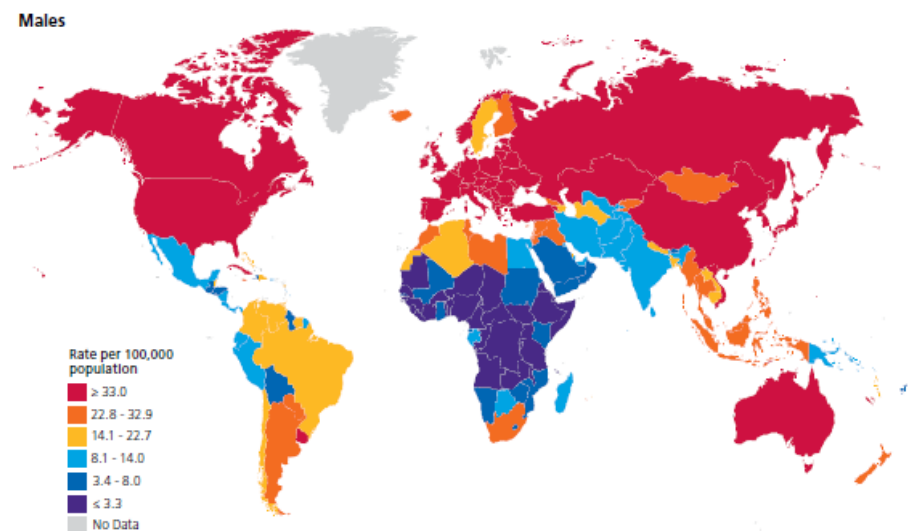 Males
Rate per 100,000
population
≥ 33.0
22.8 - 32.9
14.1 - 22.7
8.1 - 14.0
3.4 - 8.0
≤ 3.3
No Data